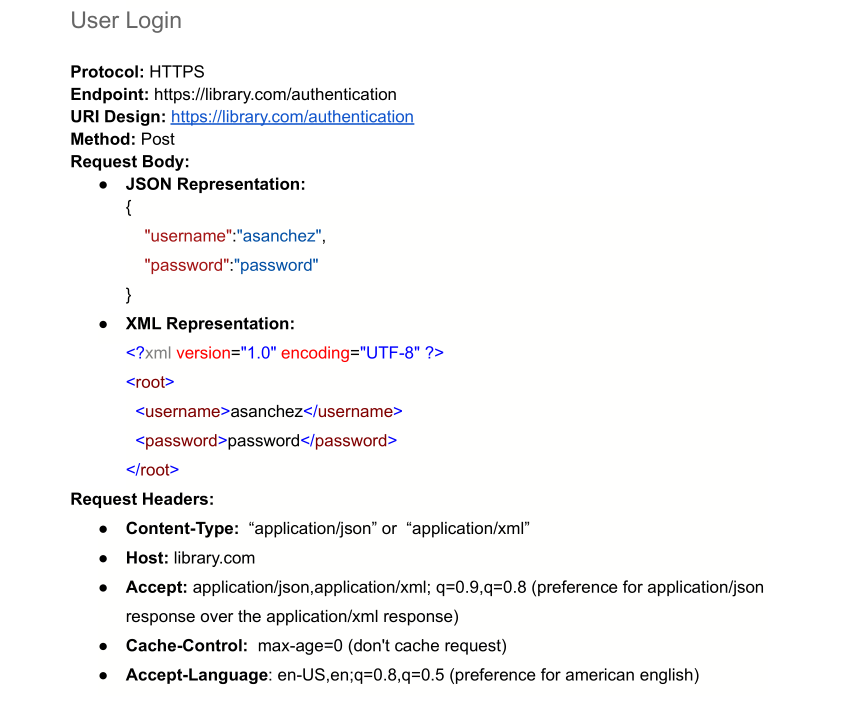 User Login
Protocol: HTTPS
Endpoint: https://library.com/authentication
URI Design: https://library.com/authentication
Method: Post
Request Body:
● JSON Representation:
{
"username":"asanchez",
"password":"password"
}
● XML Representation:
<?xml version="1.0" encoding="UTF-8" ?>
<root>
<username>asanchez</username>
<password>password</password>
</root>
Request Headers:
● Content-Type:  “application/json” or  “application/xml”
● Host: library.com
● Accept: application/json,application/xml; q=0.9,q=0.8 (preference for application/json
response over the application/xml response)
● Cache-Control:  max-age=0 (don't cache request)
● Accept-Language: en-US,en;q=0.8,q=0.5 (preference for american english)